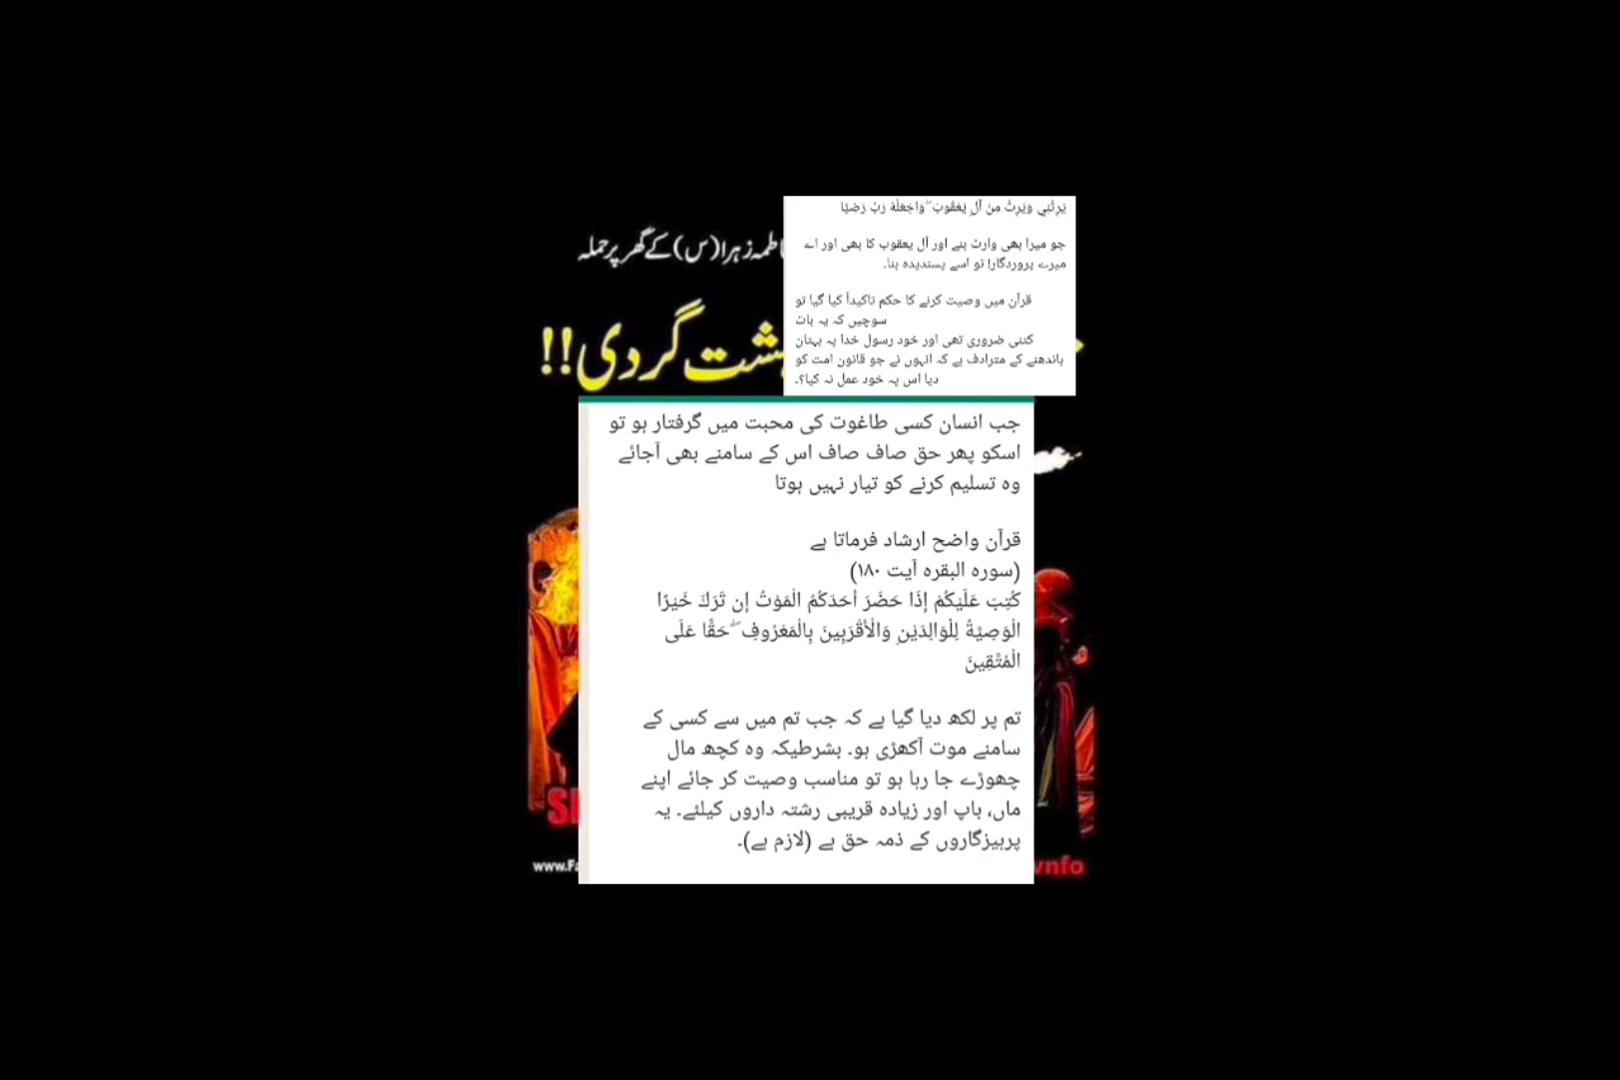 يَرِثُنِي وَيَرِثُ مِنْ آلِ يَعْقُوبَ ۖ وَاجْعَلْهُ رَبِّ رَضِيًّا
جو میرا بھی وارث بنے اور آل یعقوب کا بھی اور اے
میرے پروردگار! تو اسے پسندیدہ بنا۔
قرآن میں وصیت کرنے کا حکم تاکیداً کیا گیا تو
سوچیں کہ یہ بات
کتنی ضروری تھی اور خود رسول خدا پہ بہتان
باندھنے کے مترادف ہے کہ انہوں نے جو قانون امت کو
دیا اس پہ خود عمل نہ کیا؟۔
زہرا(س) کے گھر پر حملہ
گردی!!
جب انسان کسی طاغوت کی محبت میں گرفتار ہو تو
اسکو پھر حق صاف صاف اس کے سامنے بھی آجائے
وہ تسلیم کرنے کو تیار نہیں ہوتا
قرآن واضح ارشاد فرماتا ہے
(سورہ البقرہ آیت ١٨٠)
كُتِبَ عَلَيْكُمْ إِذَا حَضَرَ أَحَدَكُمُ الْمَوْتُ إِن تَرَكَ خَيْرًا
الْوَصِيَّةُ لِلْوَالِدَيْنِ وَالْأَقْرَبِينَ بِالْمَعْرُوفِ ۖ حَقًّا عَلَى
الْمُتَّقِينَ
تم پر لکھ دیا گیا ہے کہ جب تم میں سے کسی کے
سامنے موت آکھڑی ہو۔ بشرطیکہ وہ کچھ مال
چھوڑے جا رہا ہو تو مناسب وصیت کر جائے اپنے
ماں، باپ اور زیادہ قریبی رشتہ داروں کیلئے۔ یہ
پرہیزگاروں کے ذمہ حق ہے (لازم ہے)۔